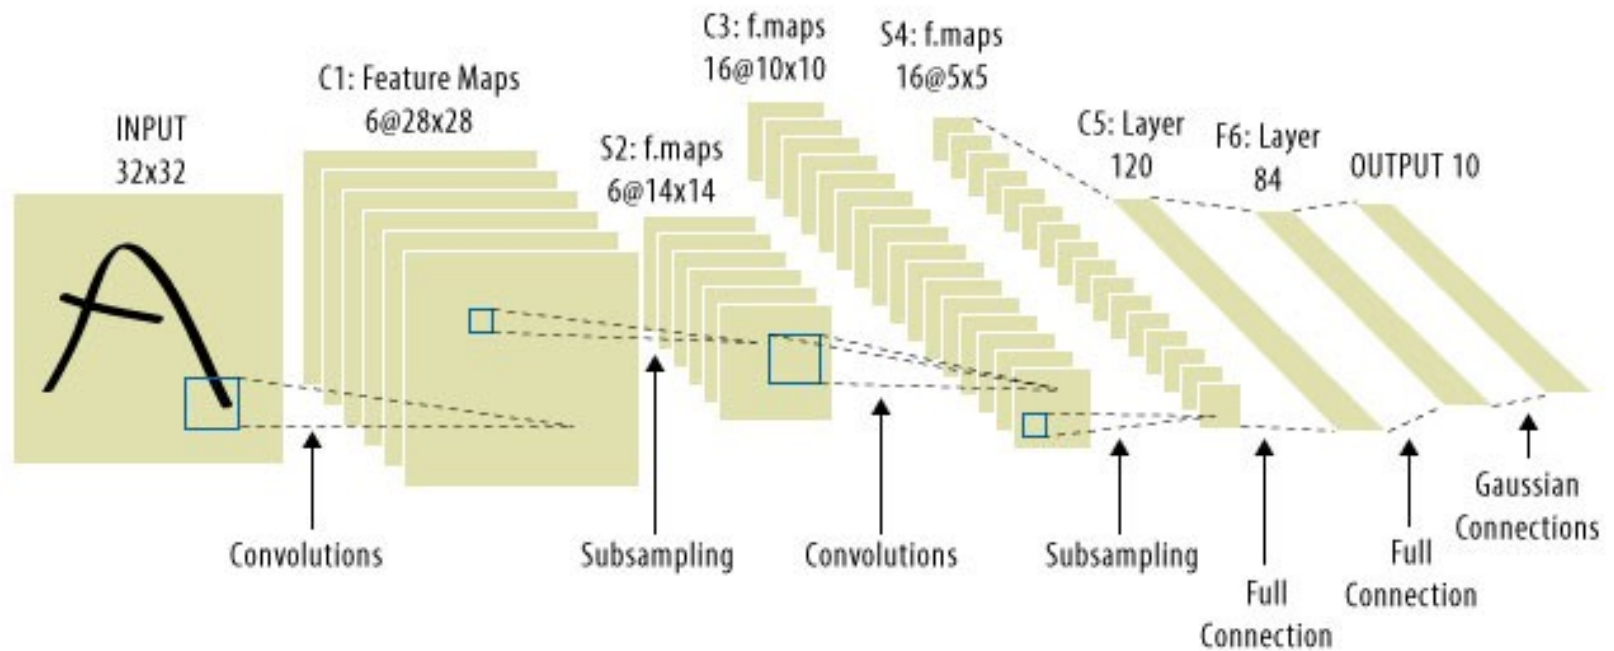 INPUT
32x32
C1: Feature Maps
6@28x28
S2: f.maps
6@14x14
C3: f.maps
16@10x10
S4: f.maps
16@5x5
C5: Layer
120
F6: Layer
84
OUTPUT 10
Convolutions
Subsampling
Convolutions
Subsampling
Full
Connection
Full
Connection
Gaussian
Connections